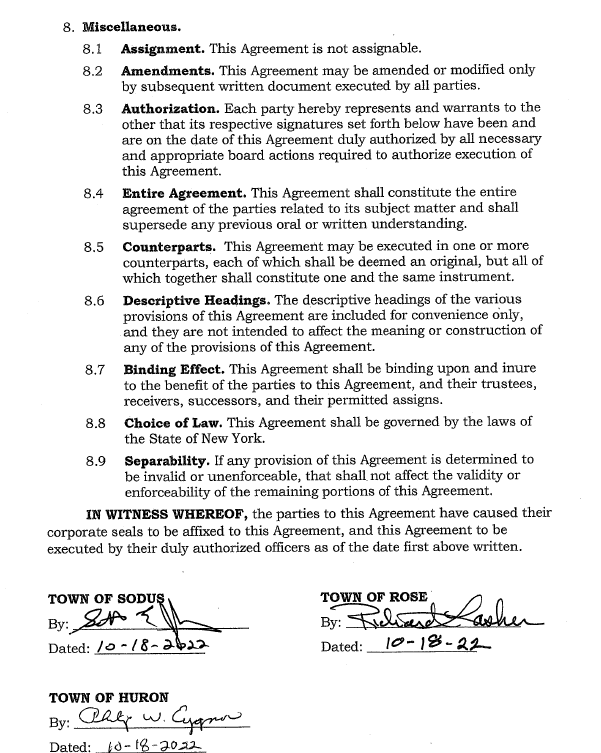 8. Miscellaneous.
8.1 Assignment. This Agreement is not assignable.
8.2 Amendments. This Agreement may be amended or modified only
by subsequent written document executed by all parties.
8.3 Authorization. Each party hereby represents and warrants to the
other that its respective signatures set forth below have been and
are on the date of this Agreement duly authorized by all necessary
and appropriate board actions required to authorize execution of
this Agreement.
8.4 Entire Agreement. This Agreement shall constitute the entire
agreement of the parties related to its subject matter and shall
supersede any previous oral or written understanding.
8.5 Counterparts. This Agreement may be executed in one or more
counterparts, each of which shall be deemed an original, but all of
which together shall constitute one and the same instrument.
8.6 Descriptive Headings. The descriptive headings of the various
provisions of this Agreement are included for convenience only,
and they are not intended to affect the meaning or construction of
any of the provisions of this Agreement.
8.7 Binding Effect. This Agreement shall be binding upon and inure
to the benefit of the parties to this Agreement, and their trustees,
receivers, successors, and their permitted assigns.
8.8 Choice of Law. This Agreement shall be governed by the laws of
the State of New York.
8.9 Separability. If any provision of this Agreement is determined to
be invalid or unenforceable, that shall not affect the validity or
enforceability of the remaining portions of this Agreement.
IN WITNESS WHEREOF, the parties to this Agreement have caused their
corporate seals to be affixed to this Agreement, and this Agreement to be
executed by their duly authorized officers as of the date first above written.
TOWN OF SODUS
By:
Dated: 10-18-2022
TOWN OF ROSE
By: Richard Lasher
Dated: 10-18-22
TOWN OF HURON
By: W.
Dated: 10-18-2022